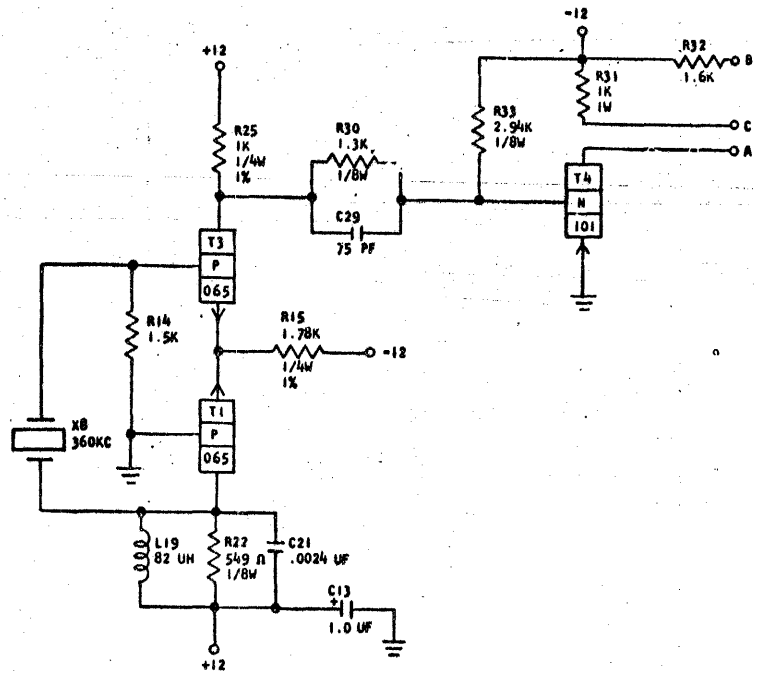 -12
+12
R32
1.6K
B
R31
1K
1W
R33
2.94K
1/8W
C
A
R25
1K
1/4W
1%
R30
1.3K
1/8W
C29
75 PF
T4
N
101
T3
P
065
R14
1.5K
R15
1.78K
1/4W
1%
-12
X8
360KC
T1
P
065
L19
82 UH
R22
549 Ω
1/8W
C21
.0024 UF
C13
+
1.0 UF
+12